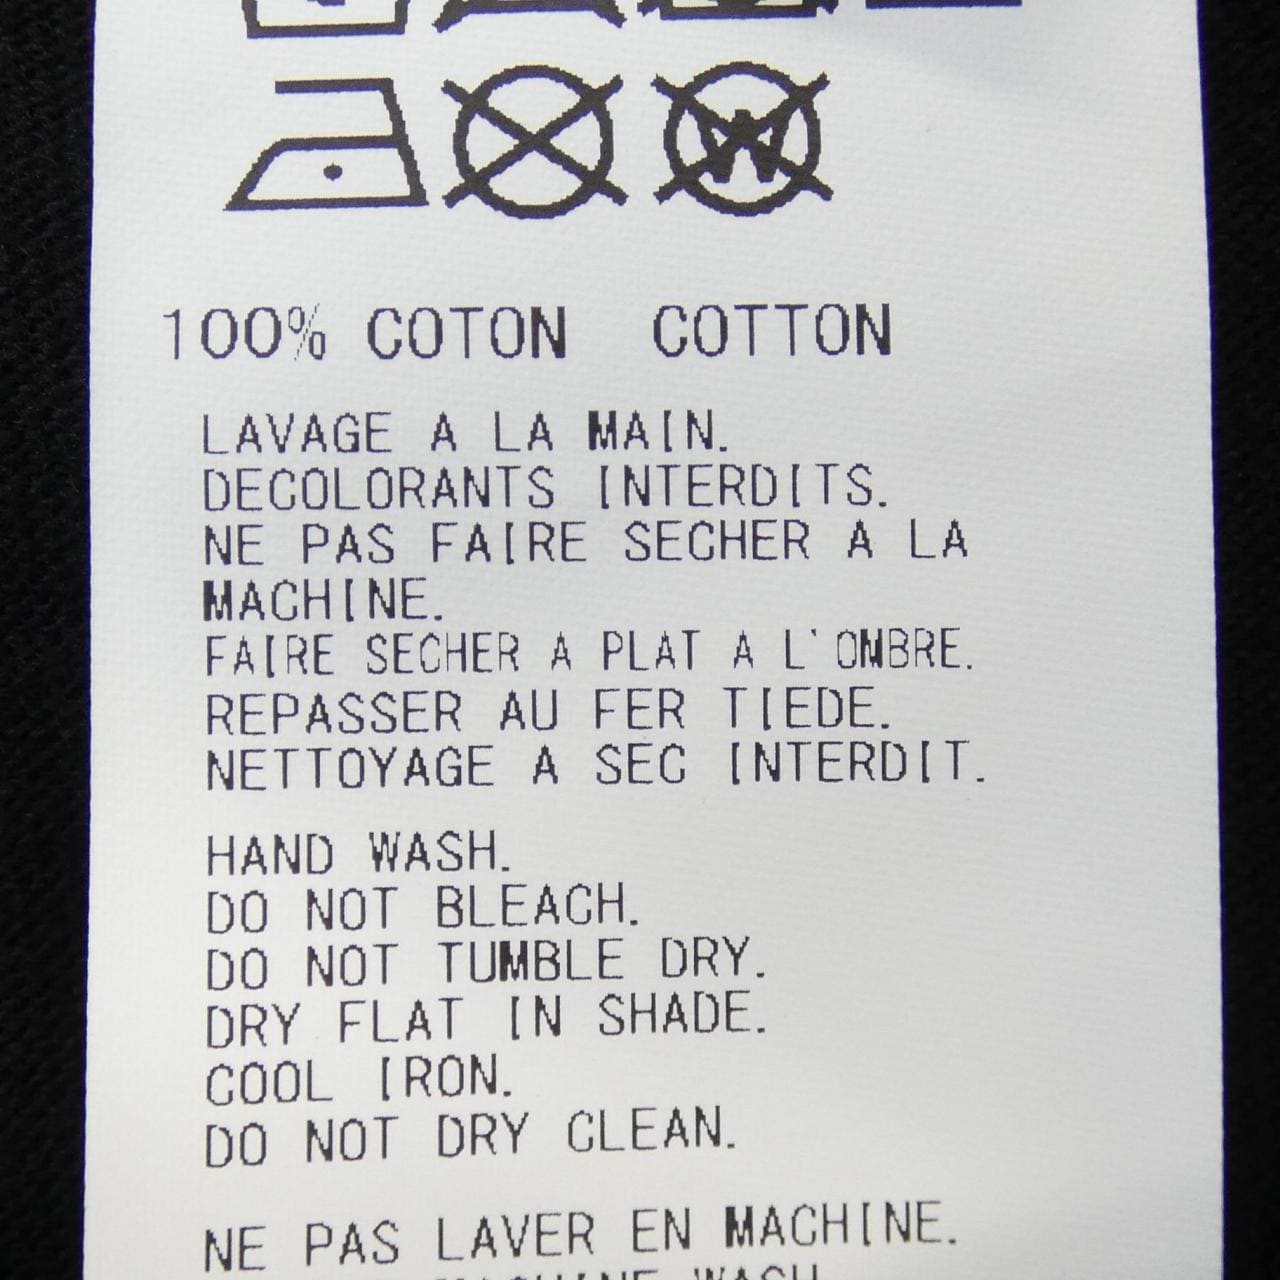 W
100% COTON COTTON
LAVAGE A LA MAIN.
DECOLORANTS INTERDITS.
NE PAS FAIRE SECHER A LA
MACHINE.
FAIRE SECHER A PLAT A L'OMBRE.
REPASSER AU FER TIEDE.
NETTOYAGE A SEC INTERDIT.
HAND WASH.
DO NOT BLEACH.
DO NOT TUMBLE DRY.
DRY FLAT IN SHADE.
COOL IRON.
DO NOT DRY CLEAN.
NE PAS LAVER EN MACHINE.
MACHINE WASH